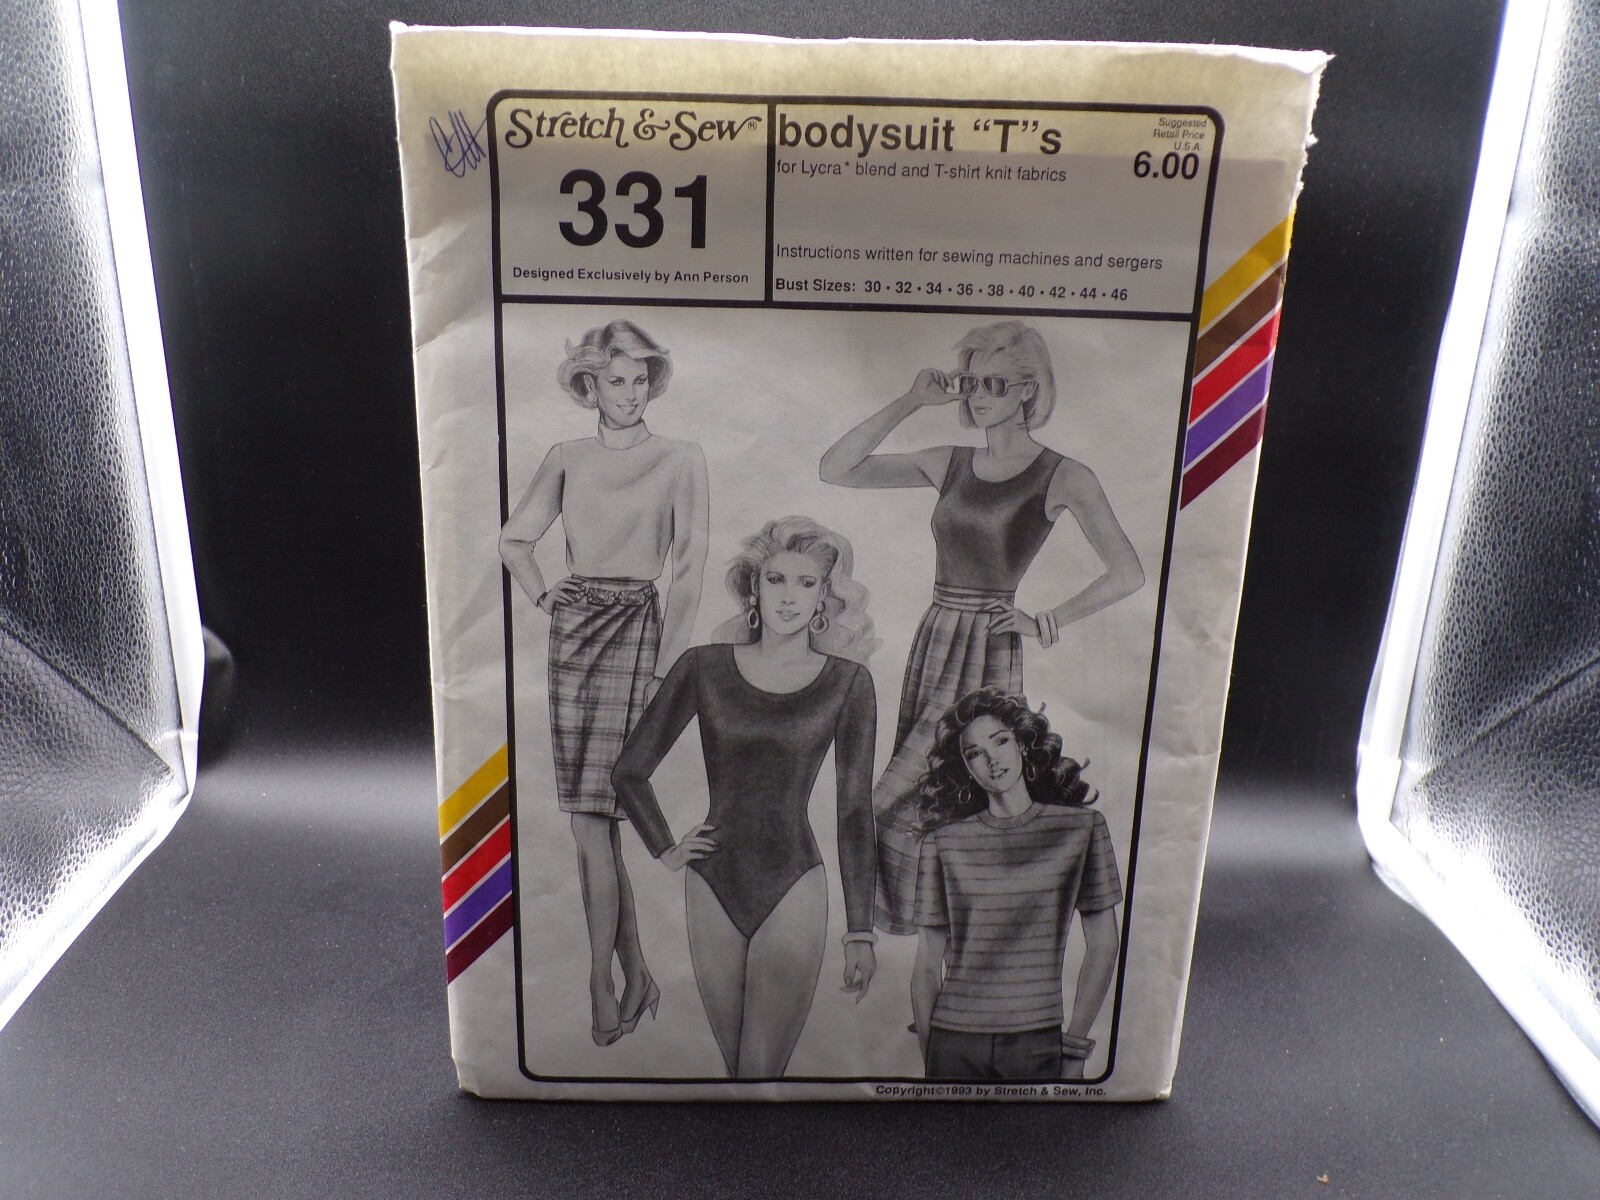 Stretch & Sew®
331
Designed Exclusively by Ann Person
bodysuit “T”s
for Lycra* blend and T-shirt knit fabrics
Suggested
Retail Price
U.S.A.
6.00
Instructions written for sewing machines and sergers
Bust Sizes: 30 • 32 • 34 • 36 • 38 • 40 • 42 • 44 • 46
Copyright©1993 by Stretch & Sew, Inc.